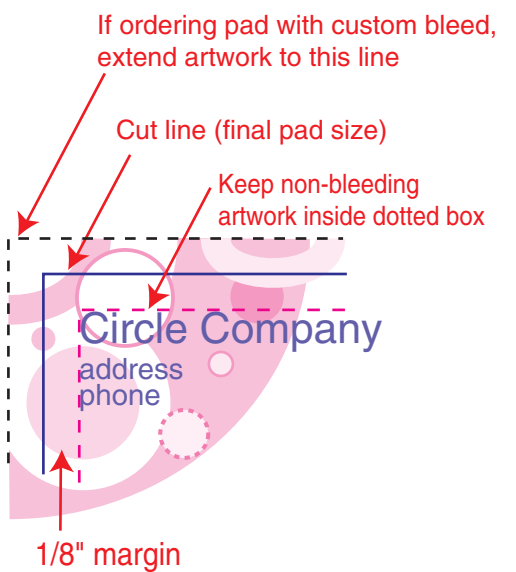 If ordering pad with custom bleed,
extend artwork to this line
Cut line (final pad size)
Keep non-bleeding
artwork inside dotted box
Circle Company
address
phone
1/8" margin